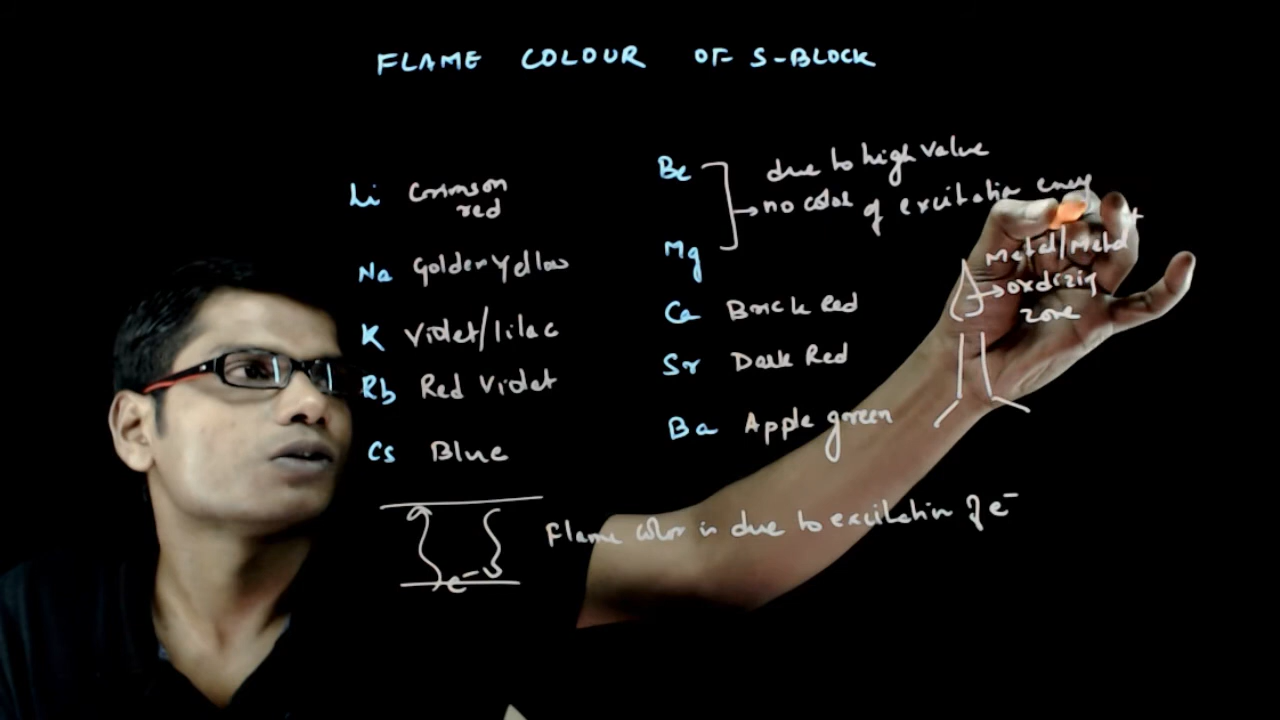 FLAME COLOUR OF S-BLOCK
Li Crimson
red
Na Golden Yellow
K Violet/lilac
Rb Red Violet
Cs Blue
Be
Mg
due to high value
→no color of excitation
Ca Brick Red
Sr Dark Red
Ba Apple green
Metal/Metal
→oxdizing
zone
e-
Flame color is due to excitation of e-